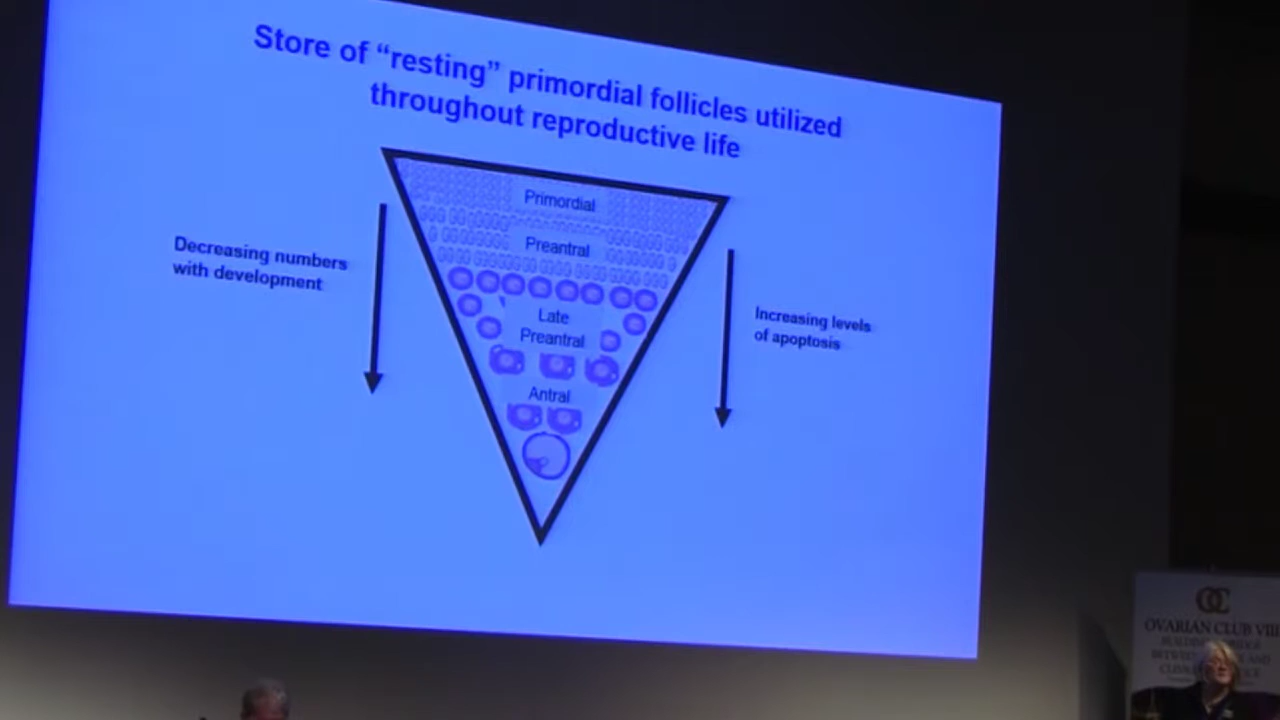 Store of “resting” primordial follicles utilized
throughout reproductive life
Primordial
Preantral
Decreasing numbers
with development
Late
Preantral
Increasing levels
of apoptosis
Antral
OC
OVARIAN CLUB VIII